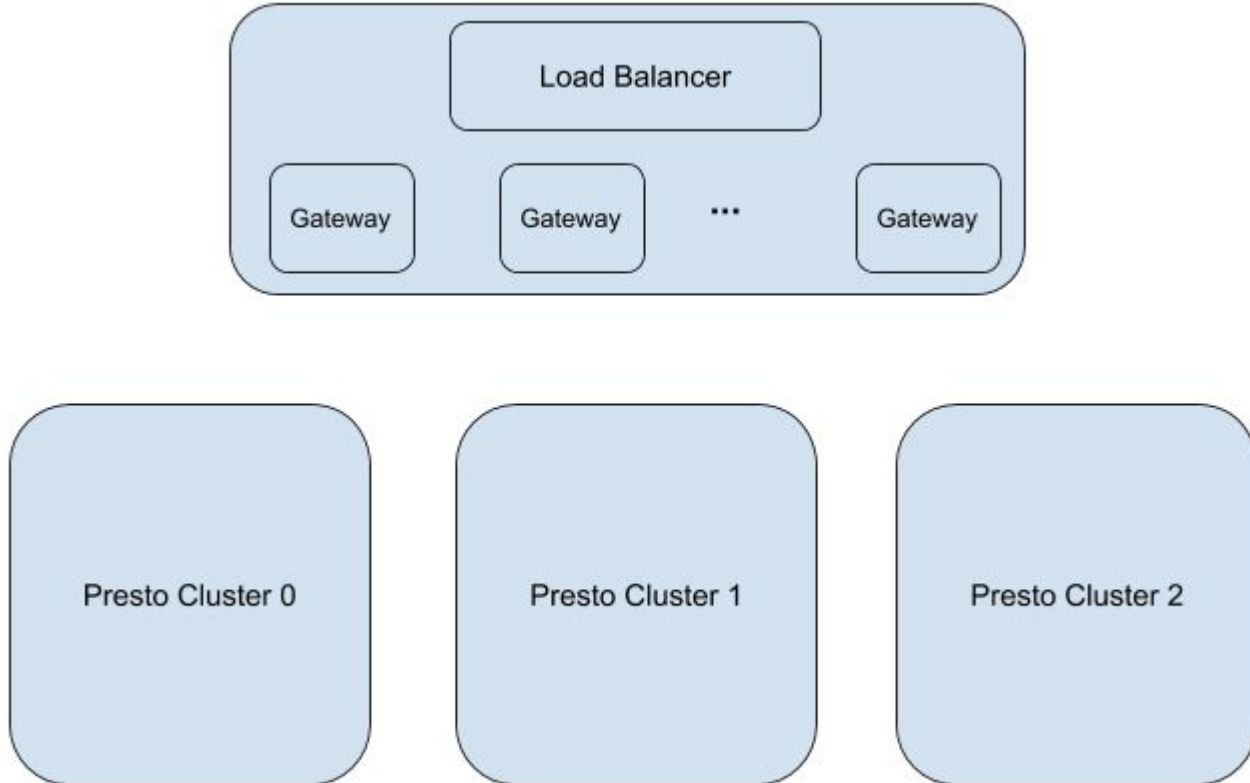 Load Balancer
Gateway
Gateway
...
Gateway
Presto Cluster 0
Presto Cluster 1
Presto Cluster 2